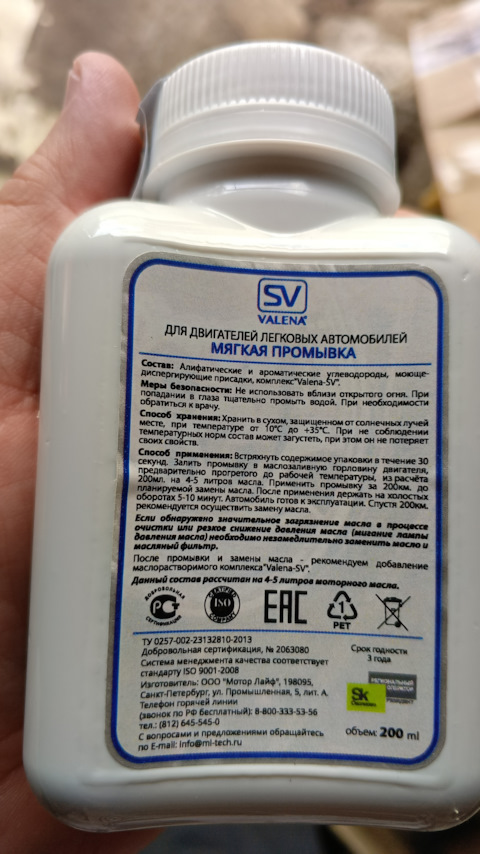 SV
VALENA®
ДЛЯ ДВИГАТЕЛЕЙ ЛЕГКОВЫХ АВТОМОБИЛЕЙ
МЯГКАЯ ПРОМЫВКА
Состав: Алифатические и ароматические углеводороды, моюще-
диспергирующие присадки, комплекс"Valena-SV".
Меры безопасности: Не использовать вблизи открытого огня. При
попадании в глаза тщательно промыть водой. При необходимости
обратиться к врачу.
Способ хранения: Хранить в сухом, защищенном от солнечных лучей
месте, при температуре от 10°С до +35°С. При не соблюдении
температурных норм состав может загустеть, при этом он не потеряет
своих свойств.
Способ применения: Встряхнуть содержимое упаковки в течение 30
секунд. Залить промывку в маслозаливную горловину двигателя,
предварительно прогретого до рабочей температуры, из расчёта
200мл. на 4-5 литров масла. Применить промывку за 200км. до
планируемой замены масла. После применения держать на холостых
оборотах 5-10 минут. Автомобиль готов к эксплуатации. Спустя 200км.
рекомендуется осуществить замену масла.
Если обнаружено значительное загрязнение масла в процессе
очистки или резкое снижение давления масла (мигание лампы
давления масла) необходимо незамедлительно заменить масло и
масляный фильтр.
После промывки и замены масла - рекомендуем добавление
маслорастворимого комплекса"Valena-SV".
Данный состав рассчитан на 4-5 литров моторного масла.
ДОБРОВОЛЬНАЯ
РСТ
СЕРТИФИКАЦИЯ
CERTIFIED
ISO
COMPANY
EAC
1
PET
ТУ 0257-002-23132810-2013
Добровольная сертификация, № 2063080
Система менеджмента качества соответствует
стандарту ISO 9001-2008
Изготовитель: ООО "Мотор Лайф", 198095,
Санкт-Петербург, ул. Промышленная, 5, лит. А.
Телефон горячей линии
(звонок по РФ бесплатный): 8-800-333-53-56
тел.: (812) 645-545-0
С вопросами и предложениями обращайтесь
по E-mail: info@ml-tech.ru
Срок годности
3 года
Sk
РЕГИОНАЛЬНЫЙ
ОПЕРАТОР
объем: 200 ml